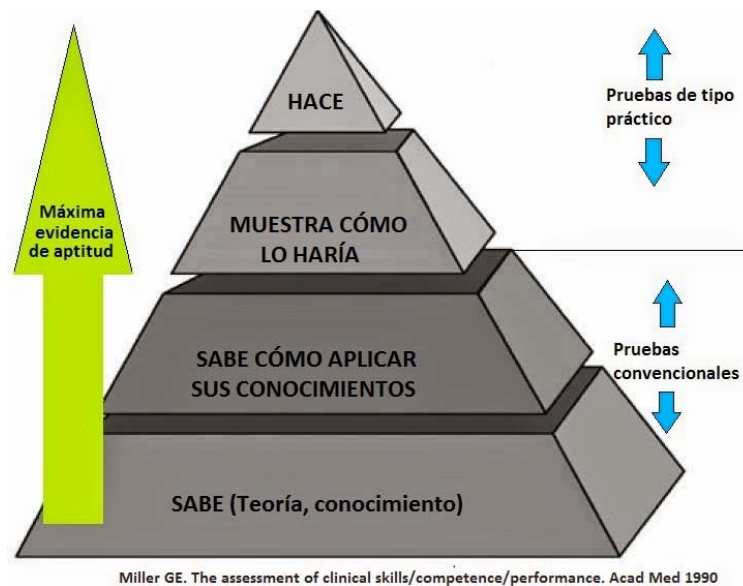 HACE
Pruebas de tipo
práctico
Máxima
evidencia
de aptitud
MUESTRA CÓMO
LO HARÍA
SABE CÓMO APLICAR
SUS CONOCIMIENTOS
Pruebas
convencionales
SABE (Teoría, conocimiento)
Miller GE. The assessment of clinical skills/competence/performance. Acad Med 1990